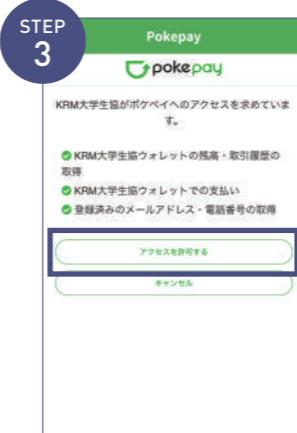 STEP
3
Pokepay
pokepay
KRM大学生協がポケペイへのアクセスを求めていま
す。
KRM大学生協ウォレットの残高・取引履歴の
取得
KRM大学生協ウォレットでの支払い
登録済みのメールアドレス・電話番号の取得
アクセスを許可する
キャンセル